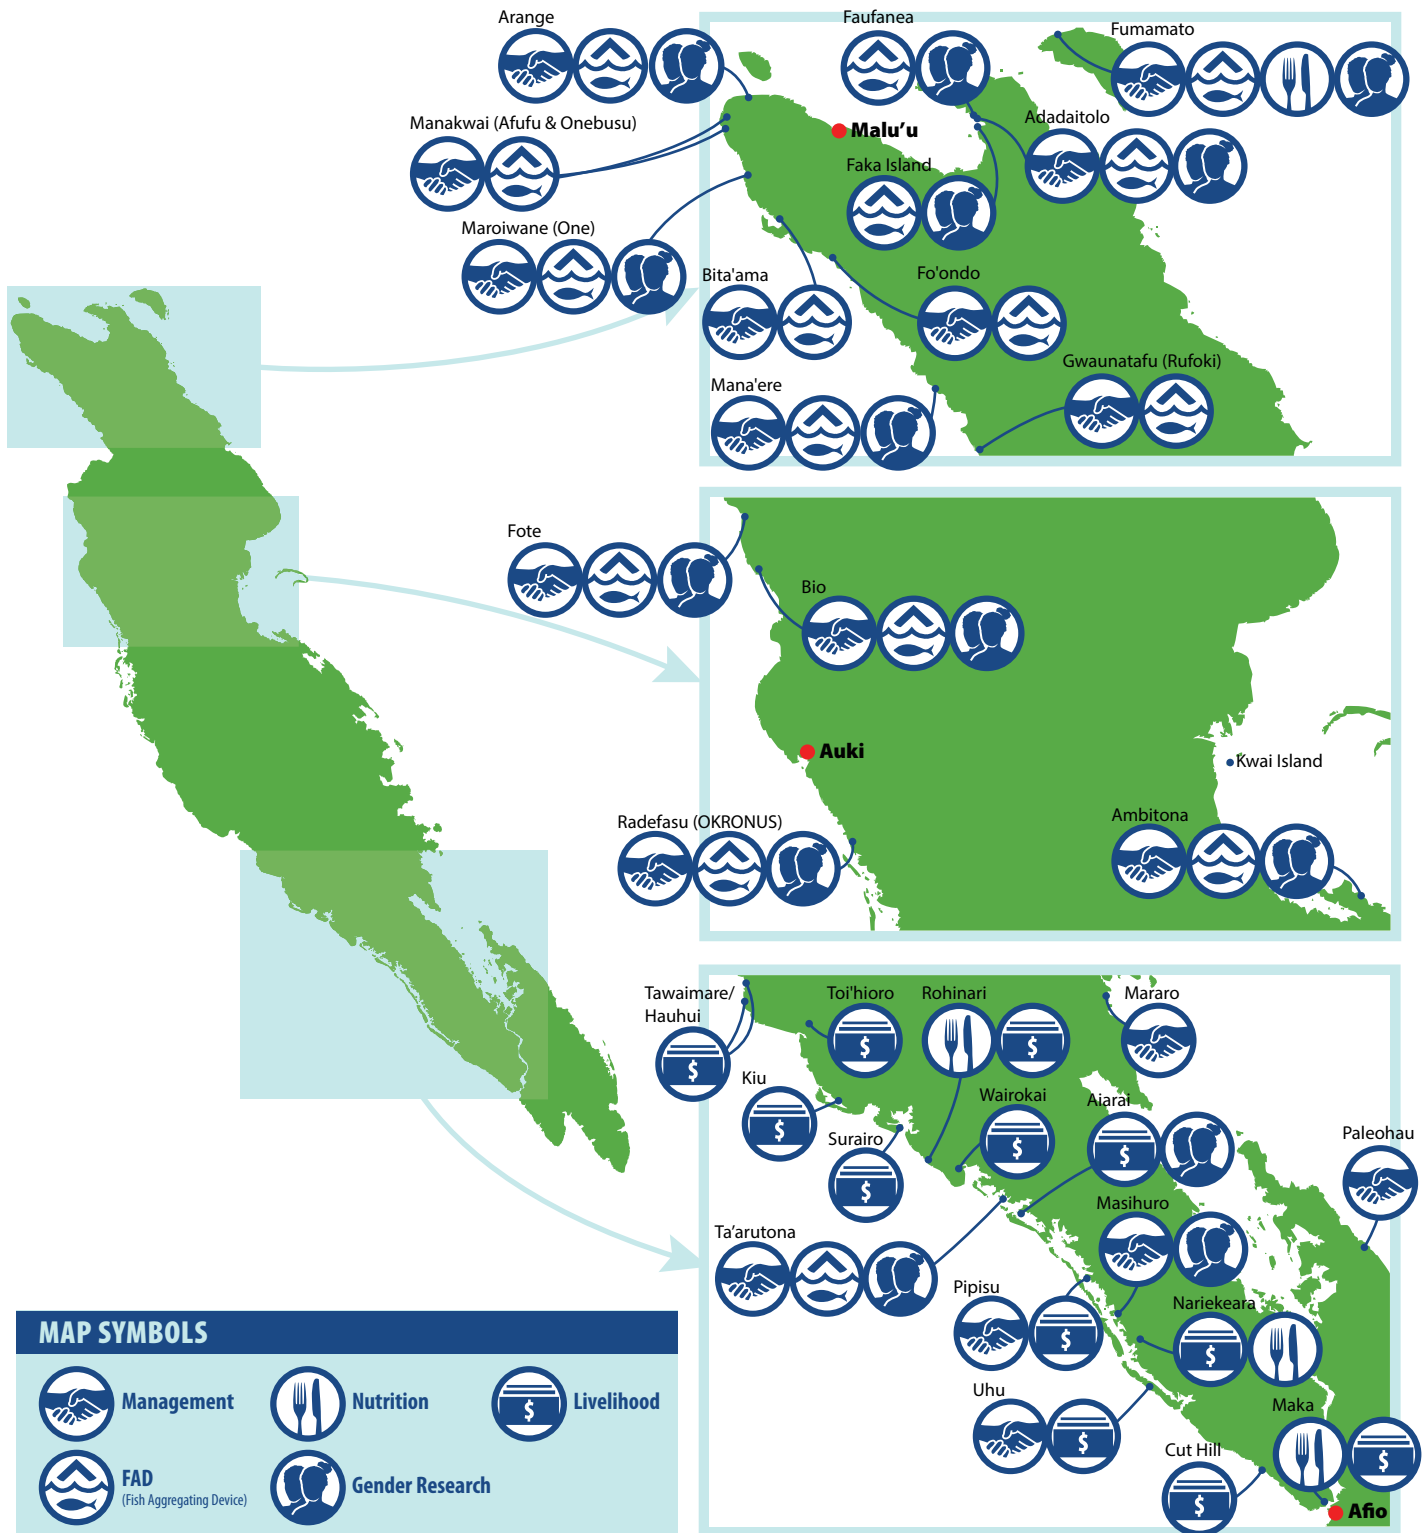 Arange
Faufanea
Fumamato
Manakwai (Afufu & Onebusu)
Malu’u
Adadaitolo
Faka Island
Maroiwane (One)
Bita'ama
Fo'ondo
Gwaunatafu (Rufoki)
Mana'ere
Fote
Bio
Auki
Kwai Island
Radefasu (OKRONUS)
Ambitona
Tawaimare/
Hauhui
$
Toi'hioro
$
Rohinari
$
Mararo
Kiu
$
Wairokai
$
Aiarai
$
Surairo
$
Paleohau
Masihuro
Ta’arutona
Pipisu
$
Nariekeara
$
Uhu
$
Maka
$
Cut Hill
$
Afio
MAP SYMBOLS
Management
Nutrition
$
Livelihood
FAD
(Fish Aggregating Device)
Gender Research